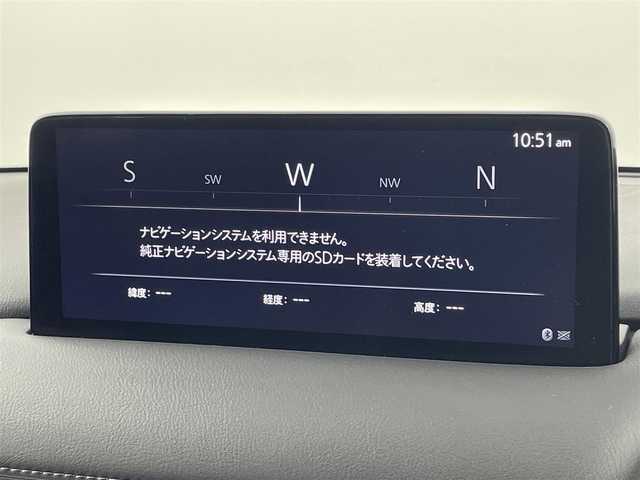 10:51am
S SW W NW N
ナビゲーションシステムを利用できません。
純正ナビゲーションシステム専用のSDカードを装着してください。
緯度: --- 経度: --- 高度: ---